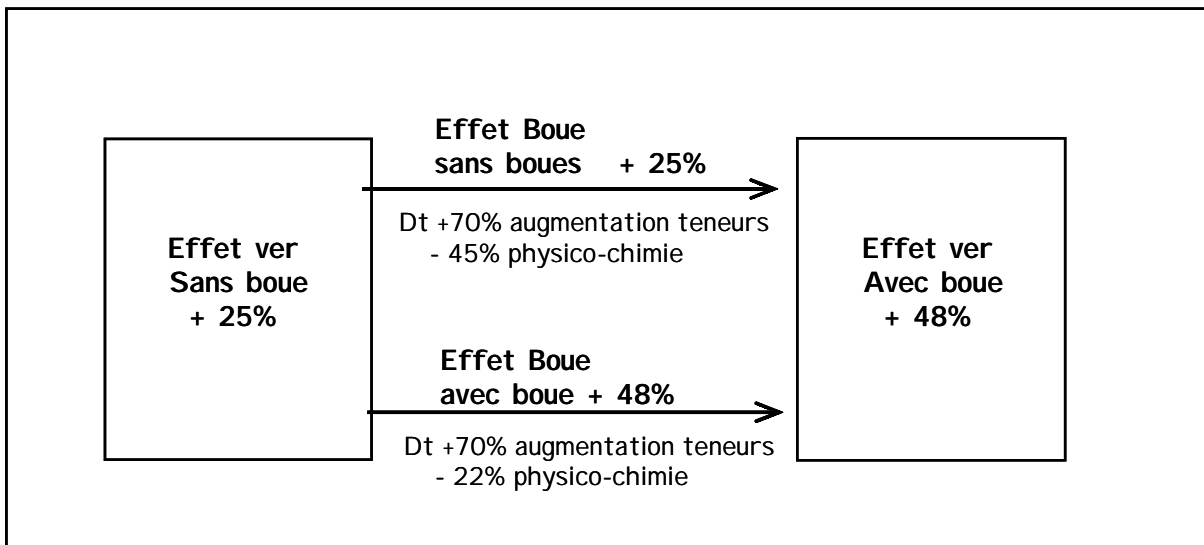 Effet Boue
sans boues + 25%
Dt +70% augmentation teneurs
- 45% physico-chimie
Effet ver
Sans boue
+ 25%
Effet ver
Avec boue
+ 48%
Effet Boue
avec boue + 48%
Dt +70% augmentation teneurs
- 22% physico-chimie